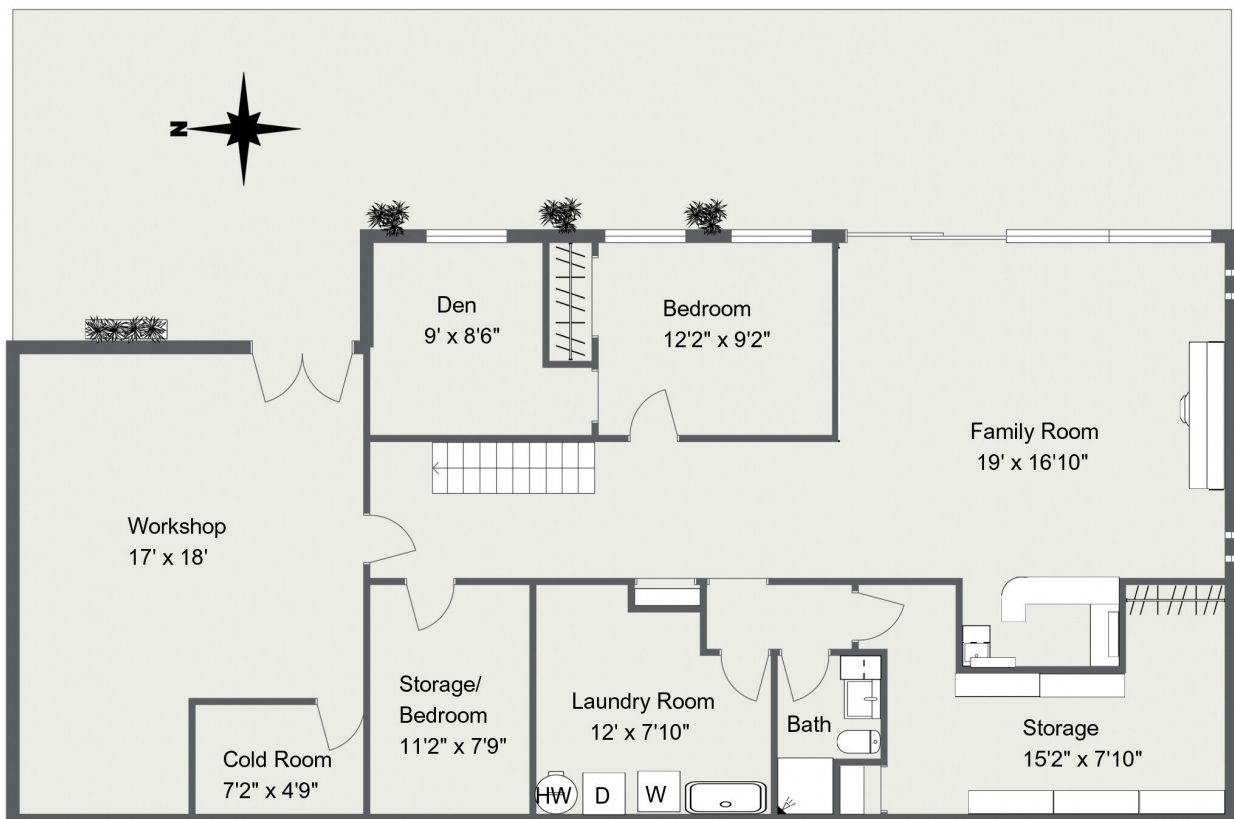 N
Den
9' x 8'6"
Bedroom
12'2" x 9'2"
Family Room
19' x 16'10"
Workshop
17' x 18'
Storage/
Bedroom
11'2" x 7'9"
Laundry Room
12' x 7'10"
Bath
Storage
15'2" x 7'10"
Cold Room
7'2" x 4'9"
HW
D
W